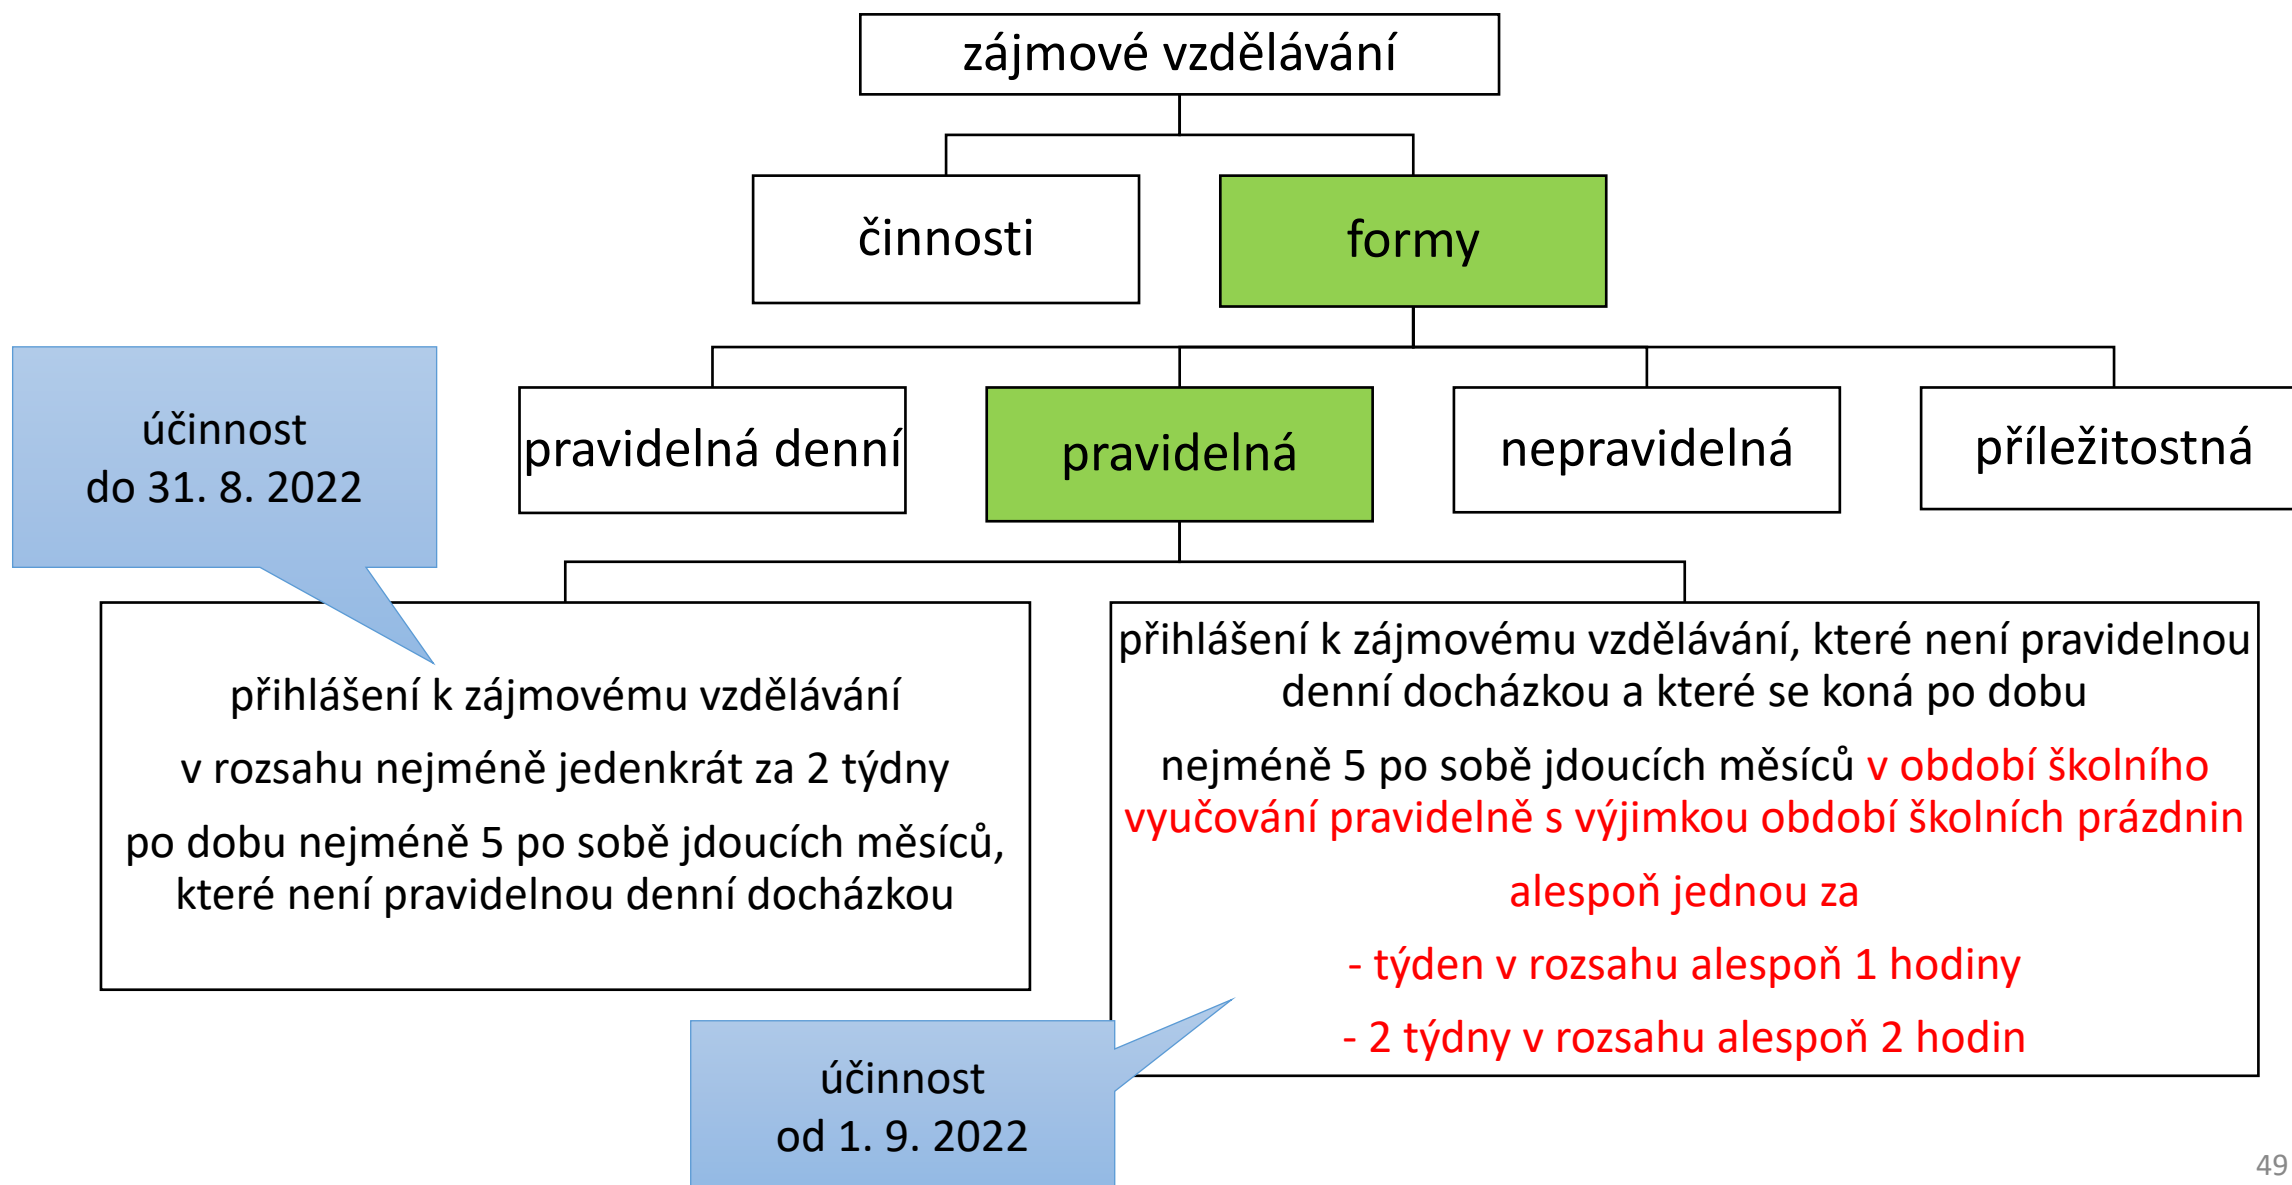 zájmové vzdělávání
činnosti
formy
účinnost
do 31. 8. 2022
pravidelná denní
pravidelná
nepravidelná
příležitostná
přihlášení k zájmovému vzdělávání
v rozsahu nejméně jedenkrát za 2 týdny
po dobu nejméně 5 po sobě jdoucích měsíců,
které není pravidelnou denní docházkou
přihlášení k zájmovému vzdělávání, které není pravidelnou
denní docházkou a které se koná po dobu
nejméně 5 po sobě jdoucích měsíců v období školního
vyučování pravidelně s výjimkou období školních prázdnin
alespoň jednou za
- týden v rozsahu alespoň 1 hodiny
- 2 týdny v rozsahu alespoň 2 hodin
účinnost
od 1. 9. 2022
49